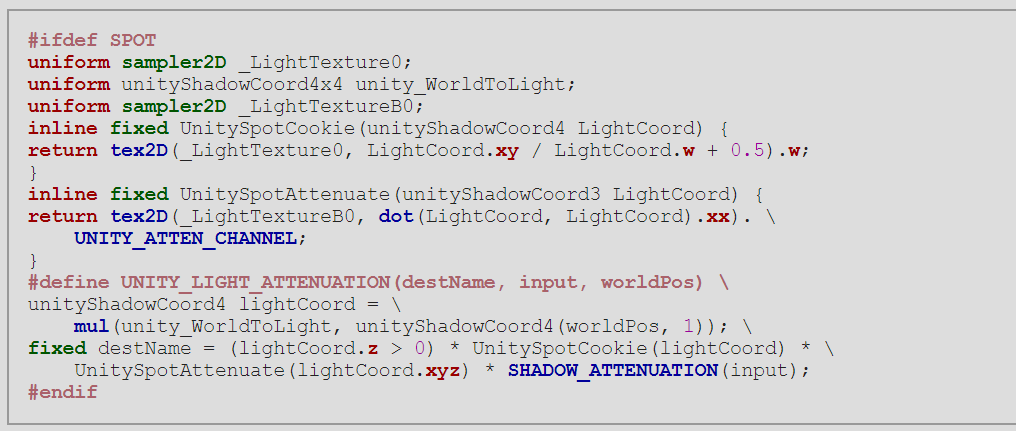 #ifdef SPOT
uniform sampler2D _LightTexture0;
uniform unityShadowCoord4x4 unity_WorldToLight;
uniform sampler2D _LightTextureB0;
inline fixed UnitySpotCookie(unityShadowCoord4 LightCoord) {
return tex2D(_LightTexture0, LightCoord.xy / LightCoord.w + 0.5).w;
}
inline fixed UnitySpotAttenuate(unityShadowCoord3 LightCoord) {
return tex2D(_LightTextureB0, dot(LightCoord, LightCoord).xx). \
    UNITY_ATTEN_CHANNEL;
}
#define UNITY_LIGHT_ATTENUATION(destName, input, worldPos) \
unityShadowCoord4 lightCoord = \
    mul(unity_WorldToLight, unityShadowCoord4(worldPos, 1)); \
fixed destName = (lightCoord.z > 0) * UnitySpotCookie(lightCoord) * \
    UnitySpotAttenuate(lightCoord.xyz) * SHADOW_ATTENUATION(input);
#endif